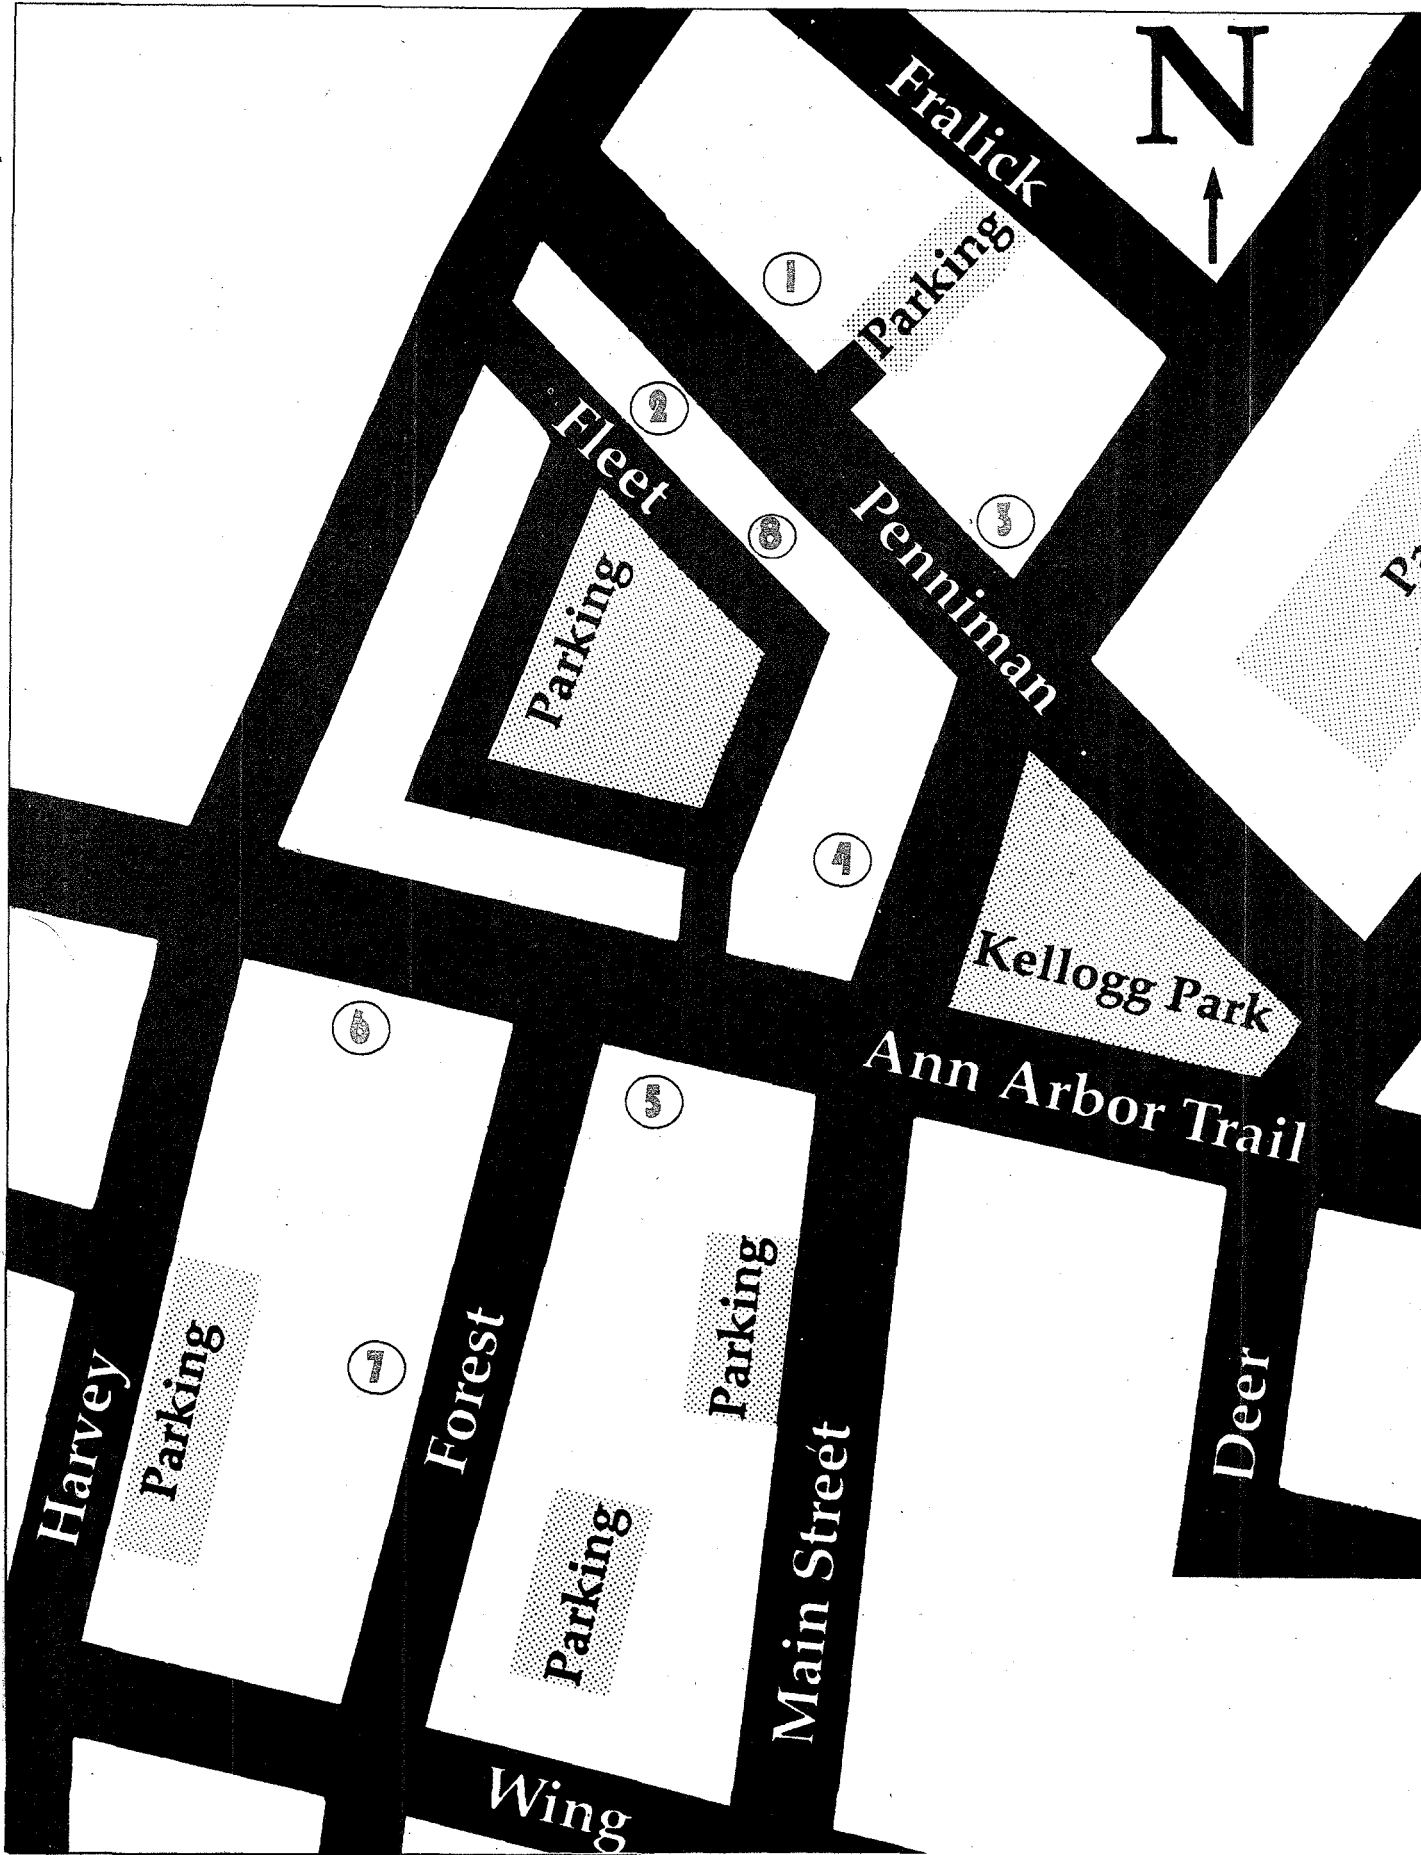 N
Fralick
Parking
1
2
Fleet
3
8
Penniman
Parking
4
Kellogg Park
6
Ann Arbor Trail
5
Parking
Parking
7
Forest
Harvey
Deer
Main Street
Parking
Wing